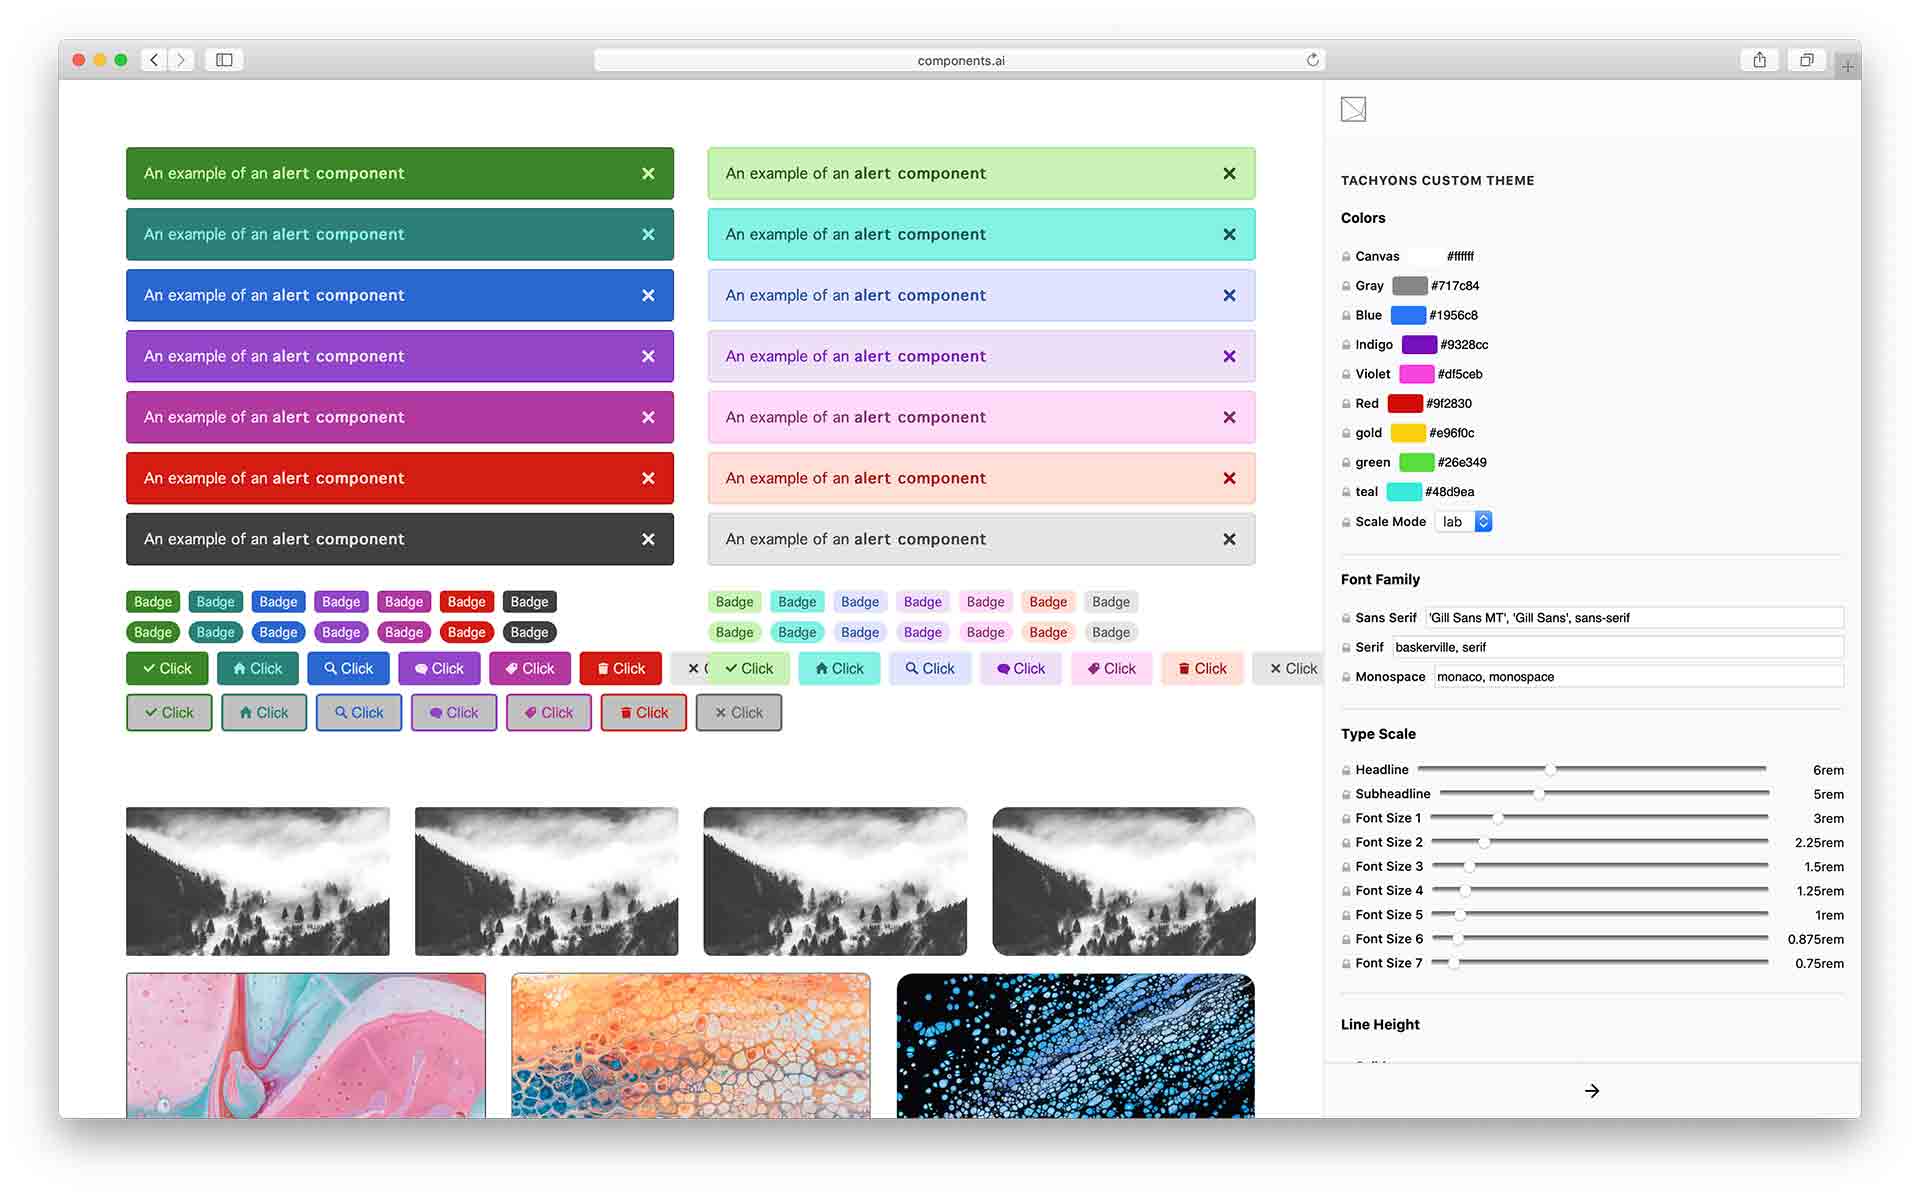 components.ai
An example of an alert component
An example of an alert component
An example of an alert component
An example of an alert component
An example of an alert component
An example of an alert component
An example of an alert component
An example of an alert component
An example of an alert component
An example of an alert component
An example of an alert component
An example of an alert component
An example of an alert component
An example of an alert component
Badge Badge Badge Badge Badge Badge Badge
Badge Badge Badge Badge Badge Badge Badge
Badge Badge Badge Badge Badge Badge Badge
Badge Badge Badge Badge Badge Badge Badge
Click Click Click Click Click Click
Click Click Click Click Click Click Click
Click Click Click Click Click Click Click
TACHYONS CUSTOM THEME
Colors
Canvas #ffffff
Gray #717c84
Blue #1956c8
Indigo #9328cc
Violet #df5ceb
Red #9f2830
gold #e96f0c
green #26e349
teal #48d9ea
Scale Mode lab
Font Family
Sans Serif 'Gill Sans MT', 'Gill Sans', sans-serif
Serif baskerville, serif
Monospace monaco, monospace
Type Scale
Headline 6rem
Subheadline 5rem
Font Size 1 3rem
Font Size 2 2.25rem
Font Size 3 1.5rem
Font Size 4 1.25rem
Font Size 5 1rem
Font Size 6 0.875rem
Font Size 7 0.75rem
Line Height